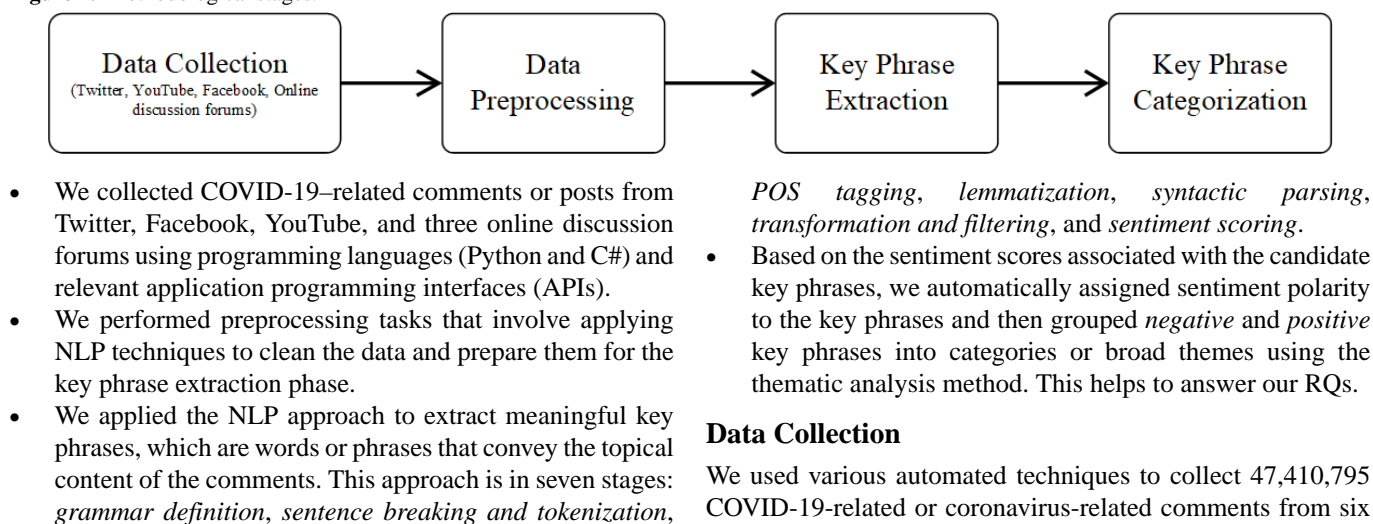 Data Collection
(Twitter, YouTube, Facebook, Online
discussion forums)
Data
Preprocessing
Key Phrase
Extraction
Key Phrase
Categorization
• We collected COVID-19–related comments or posts from
Twitter, Facebook, YouTube, and three online discussion
forums using programming languages (Python and C#) and
relevant application programming interfaces (APIs).
• We performed preprocessing tasks that involve applying
NLP techniques to clean the data and prepare them for the
key phrase extraction phase.
• We applied the NLP approach to extract meaningful key
phrases, which are words or phrases that convey the topical
content of the comments. This approach is in seven stages:
grammar definition, sentence breaking and tokenization,
POS tagging, lemmatization, syntactic parsing,
transformation and filtering, and sentiment scoring.
• Based on the sentiment scores associated with the candidate
key phrases, we automatically assigned sentiment polarity
to the key phrases and then grouped negative and positive
key phrases into categories or broad themes using the
thematic analysis method. This helps to answer our RQs.
Data Collection
We used various automated techniques to collect 47,410,795
COVID-19-related or coronavirus-related comments from six